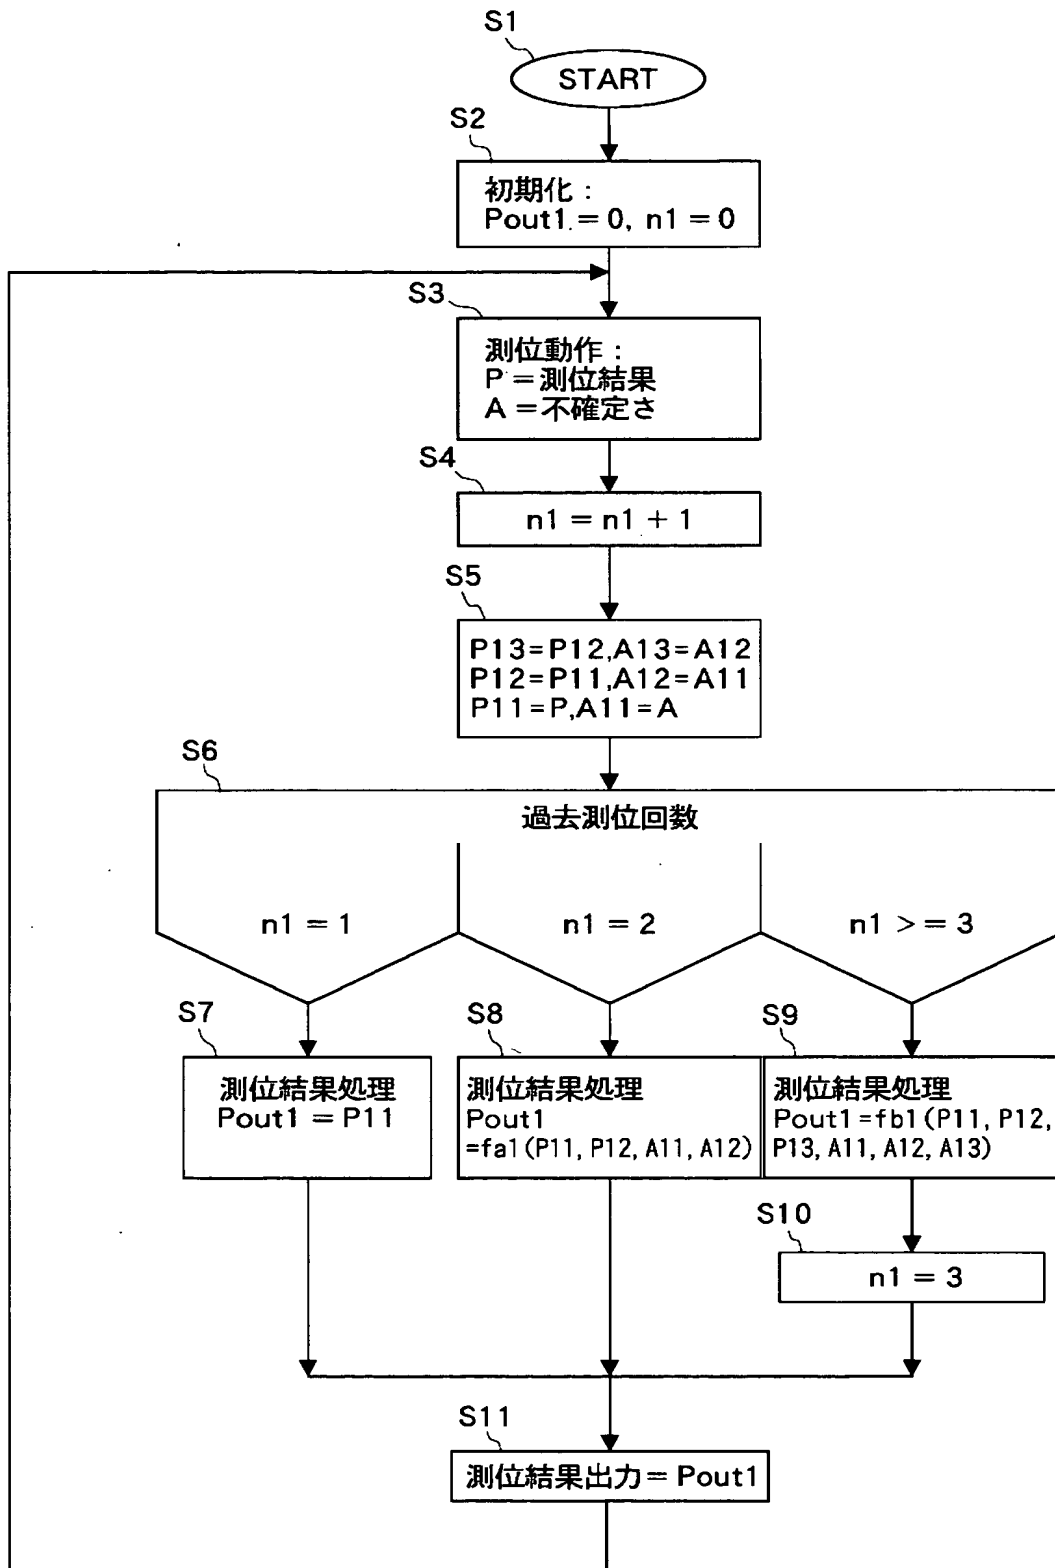 S1
START
S2
初期化：
Pout1 = 0, n1 = 0
S3
測位動作：
P = 測位結果
A = 不確定さ
S4
n1 = n1 + 1
S5
P13=P12,A13=A12
P12=P11,A12=A11
P11=P,A11=A
S6
過去測位回数
n1 = 1
n1 = 2
n1 >= 3
S7
測位結果処理
Pout1 = P11
S8
測位結果処理
Pout1
=fa1(P11, P12, A11, A12)
S9
測位結果処理
Pout1=fb1(P11, P12,
P13, A11, A12, A13)
S10
n1 = 3
S11
測位結果出力= Pout1